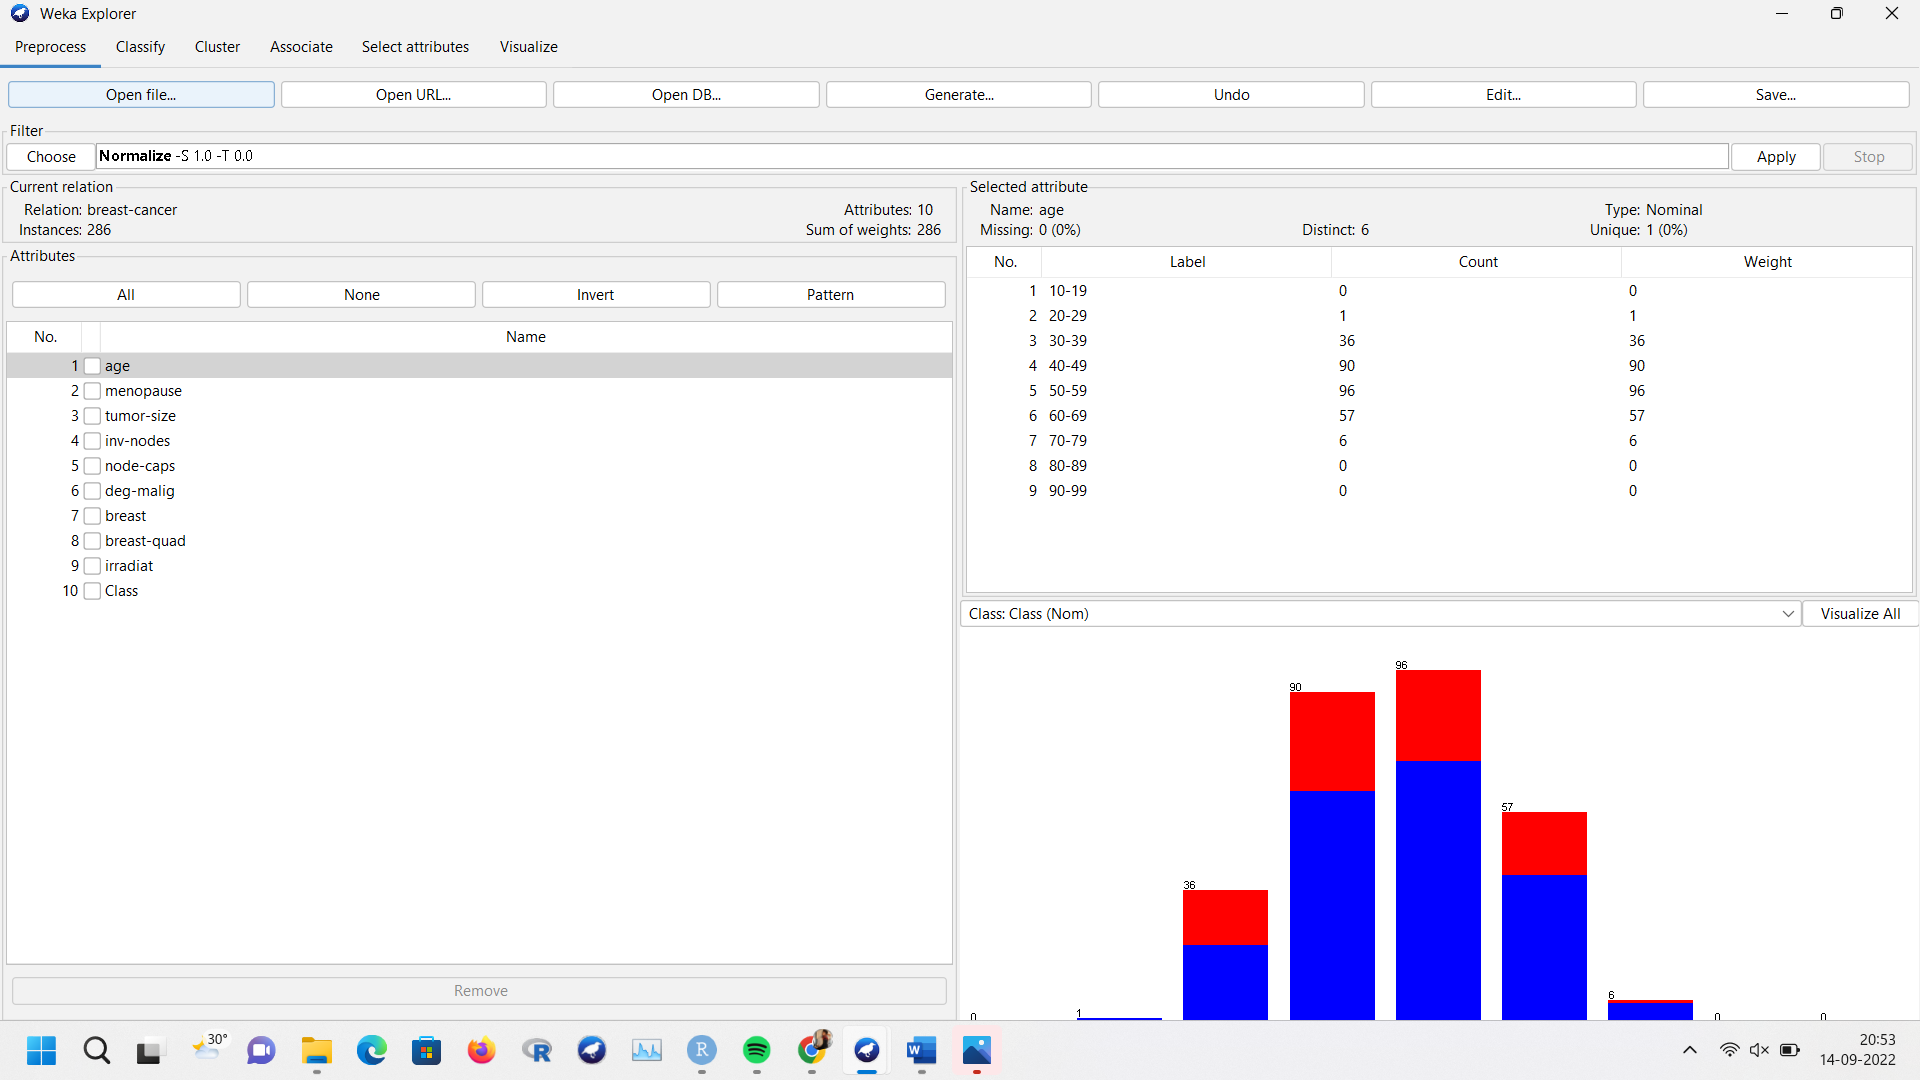 Weka Explorer
Preprocess Classify Cluster Associate Select attributes Visualize
Open file... Open URL... Open DB... Generate... Undo Edit... Save...
Filter
Choose Normalize -S 1.0 -T 0.0 Apply Stop
Current relation
Relation: breast-cancer Attributes: 10
Instances: 286 Sum of weights: 286
Attributes
All None Invert Pattern
No. Name
1 age
2 menopause
3 tumor-size
4 inv-nodes
5 node-caps
6 deg-malig
7 breast
8 breast-quad
9 irradiat
10 Class
Remove
Selected attribute
Name: age Type: Nominal
Missing: 0 (0%) Distinct: 6 Unique: 1 (0%)
No. Label Count Weight
1 10-19 0 0
2 20-29 1 1
3 30-39 36 36
4 40-49 90 90
5 50-59 96 96
6 60-69 57 57
7 70-79 6 6
8 80-89 0 0
9 90-99 0 0
Class: Class (Nom) Visualize All
0 1 36 90 96 57 6 0 0
30°
R
R
W
20:53
14-09-2022